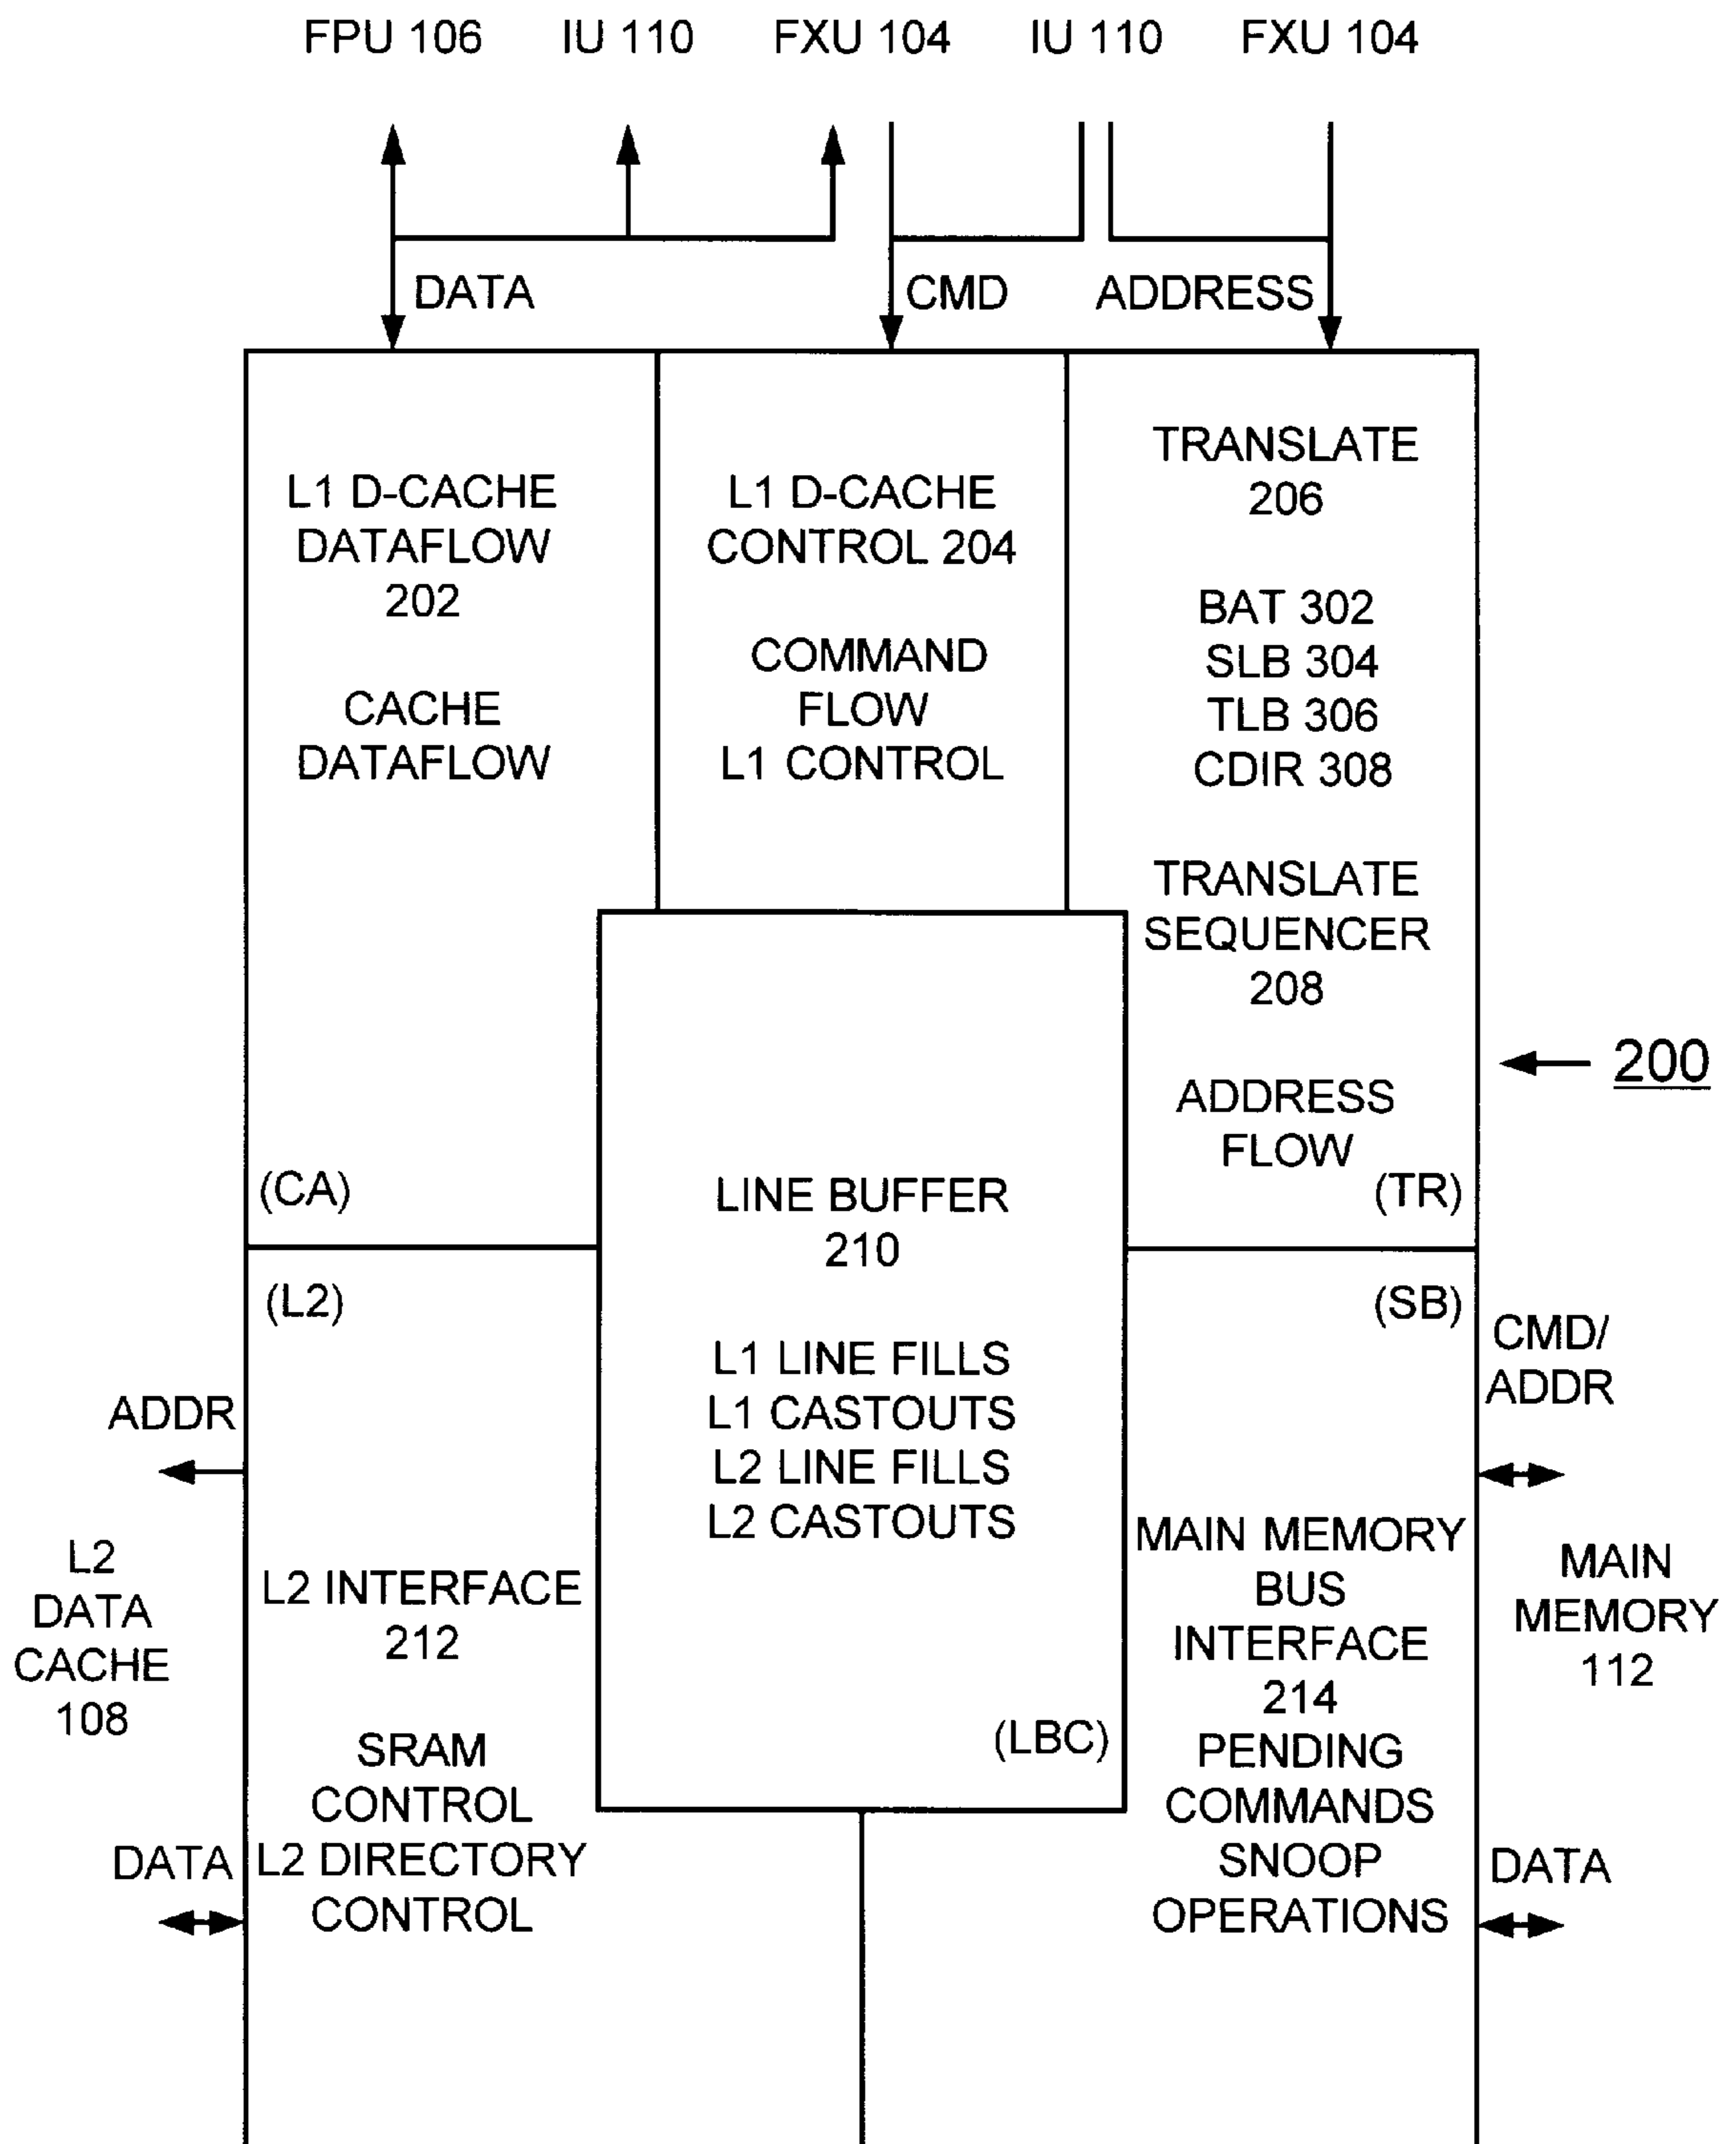 FPU 106 IU 110 FXU 104 IU 110 FXU 104
DATA CMD ADDRESS
L1 D-CACHE
DATAFLOW
202
CACHE
DATAFLOW
(CA)
L1 D-CACHE
CONTROL 204
COMMAND
FLOW
L1 CONTROL
TRANSLATE
206
BAT 302
SLB 304
TLB 306
CDIR 308
TRANSLATE
SEQUENCER
208
ADDRESS
FLOW
(TR)
200
LINE BUFFER
210
L1 LINE FILLS
L1 CASTOUTS
L2 LINE FILLS
L2 CASTOUTS
(LBC)
(L2)
L2 INTERFACE
212
SRAM
CONTROL
L2 DIRECTORY
CONTROL
ADDR
L2
DATA
CACHE
108
DATA
(SB)
MAIN MEMORY
BUS
INTERFACE
214
PENDING
COMMANDS
SNOOP
OPERATIONS
CMD/
ADDR
MAIN
MEMORY
112
DATA